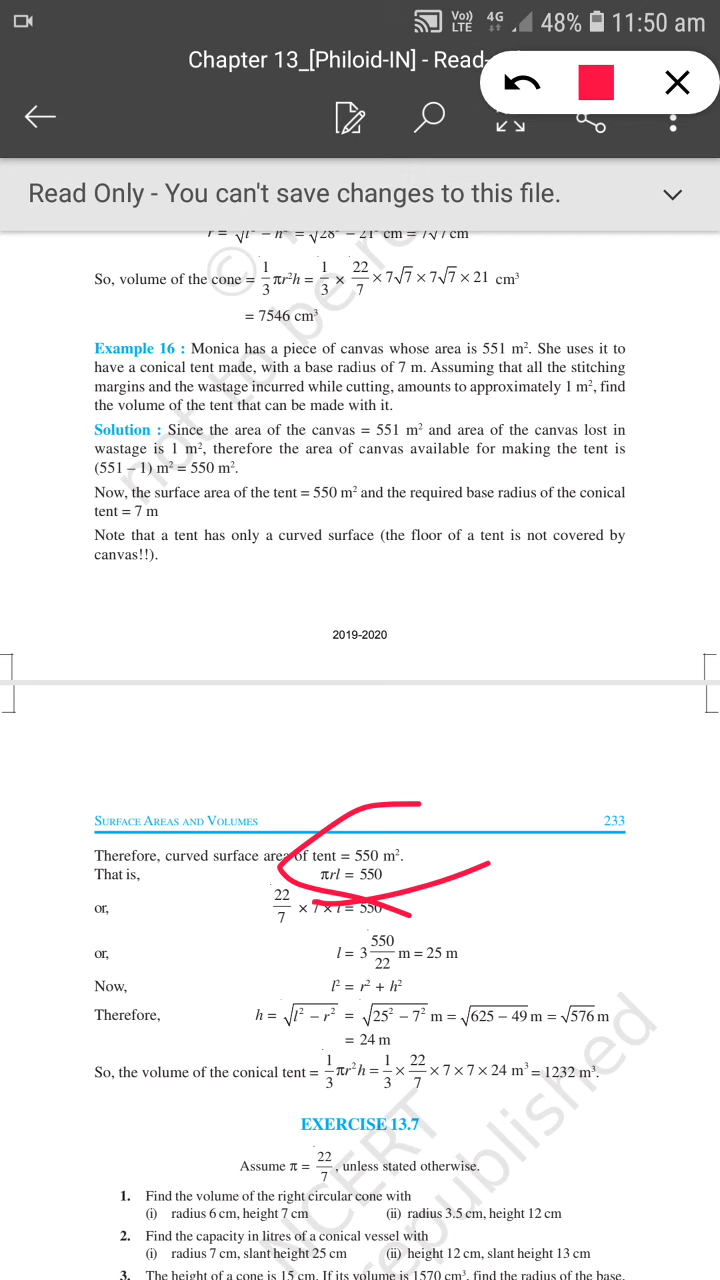 Vo)) LTE 4G 48% 11:50 am
Chapter 13_[Philoid-IN] - Read-
Read Only - You can't save changes to this file.
r = √l² – h² = √28² – 21² cm = 7√7 cm
So, volume of the cone = 1/3 πr²h = 1/3 × 22/7 × 7√7 × 7√7 × 21 cm³
= 7546 cm³
Example 16 : Monica has a piece of canvas whose area is 551 m². She uses it to
have a conical tent made, with a base radius of 7 m. Assuming that all the stitching
margins and the wastage incurred while cutting, amounts to approximately 1 m², find
the volume of the tent that can be made with it.
Solution : Since the area of the canvas = 551 m² and area of the canvas lost in
wastage is 1 m², therefore the area of canvas available for making the tent is
(551 – 1) m² = 550 m².
Now, the surface area of the tent = 550 m² and the required base radius of the conical
tent = 7 m
Note that a tent has only a curved surface (the floor of a tent is not covered by
canvas!!).
2019-2020
SURFACE AREAS AND VOLUMES 233
Therefore, curved surface area of tent = 550 m².
That is, πrl = 550
or, 22/7 × 7 × l = 550
or, l = 3 550/22 m = 25 m
Now, l² = r² + h²
Therefore, h = √l² – r² = √25² – 7² m = √625 – 49 m = √576 m
= 24 m
So, the volume of the conical tent = 1/3 πr²h = 1/3 × 22/7 × 7 × 7 × 24 m³ = 1232 m³.
EXERCISE 13.7
Assume π = 22/7, unless stated otherwise.
1. Find the volume of the right circular cone with
(i) radius 6 cm, height 7 cm (ii) radius 3.5 cm, height 12 cm
2. Find the capacity in litres of a conical vessel with
(i) radius 7 cm, slant height 25 cm (ii) height 12 cm, slant height 13 cm
3. The height of a cone is 15 cm. If its volume is 1570 cm³, find the radius of the base.